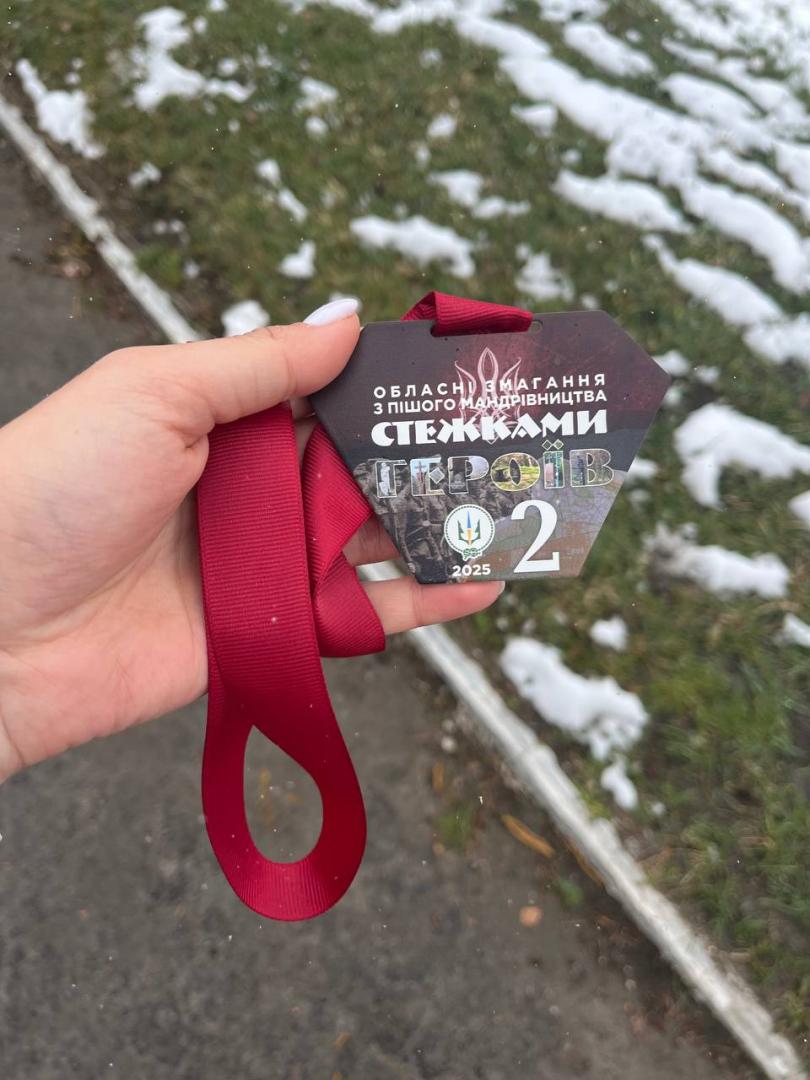 ОБЛАСНІ ЗМАГАННЯ
З ПІШОГО МАНДРІВНИЦТВА
СТЕЖКАМИ
ГЕРОЇВ
2
2025